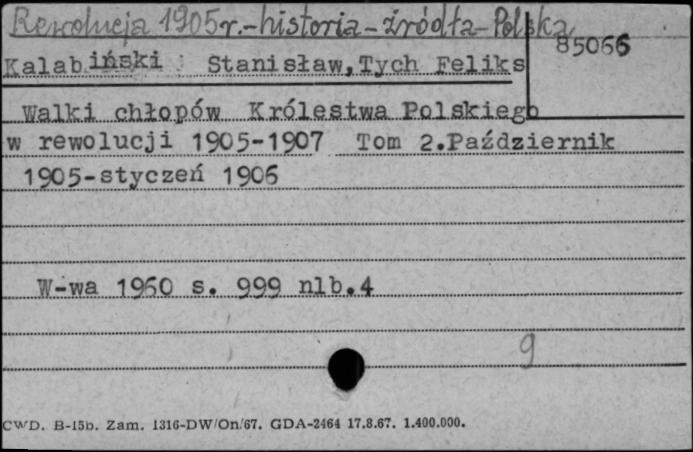 Rewolucja 1905r.-historia-źródła-Polska
85066
Kalabiński Stanisław,Tych Feliks
Walki chłopów Królestwa Polskiego
w rewolucji 1905-1907 Tom 2.Październik
1905-styczeń 1906
W-wa 1960 s. 999 nlb.4
9
CWD. B-15b. Zam. 1316-DW/On/67. GDA-2464 17.8.67. 1.400.000.